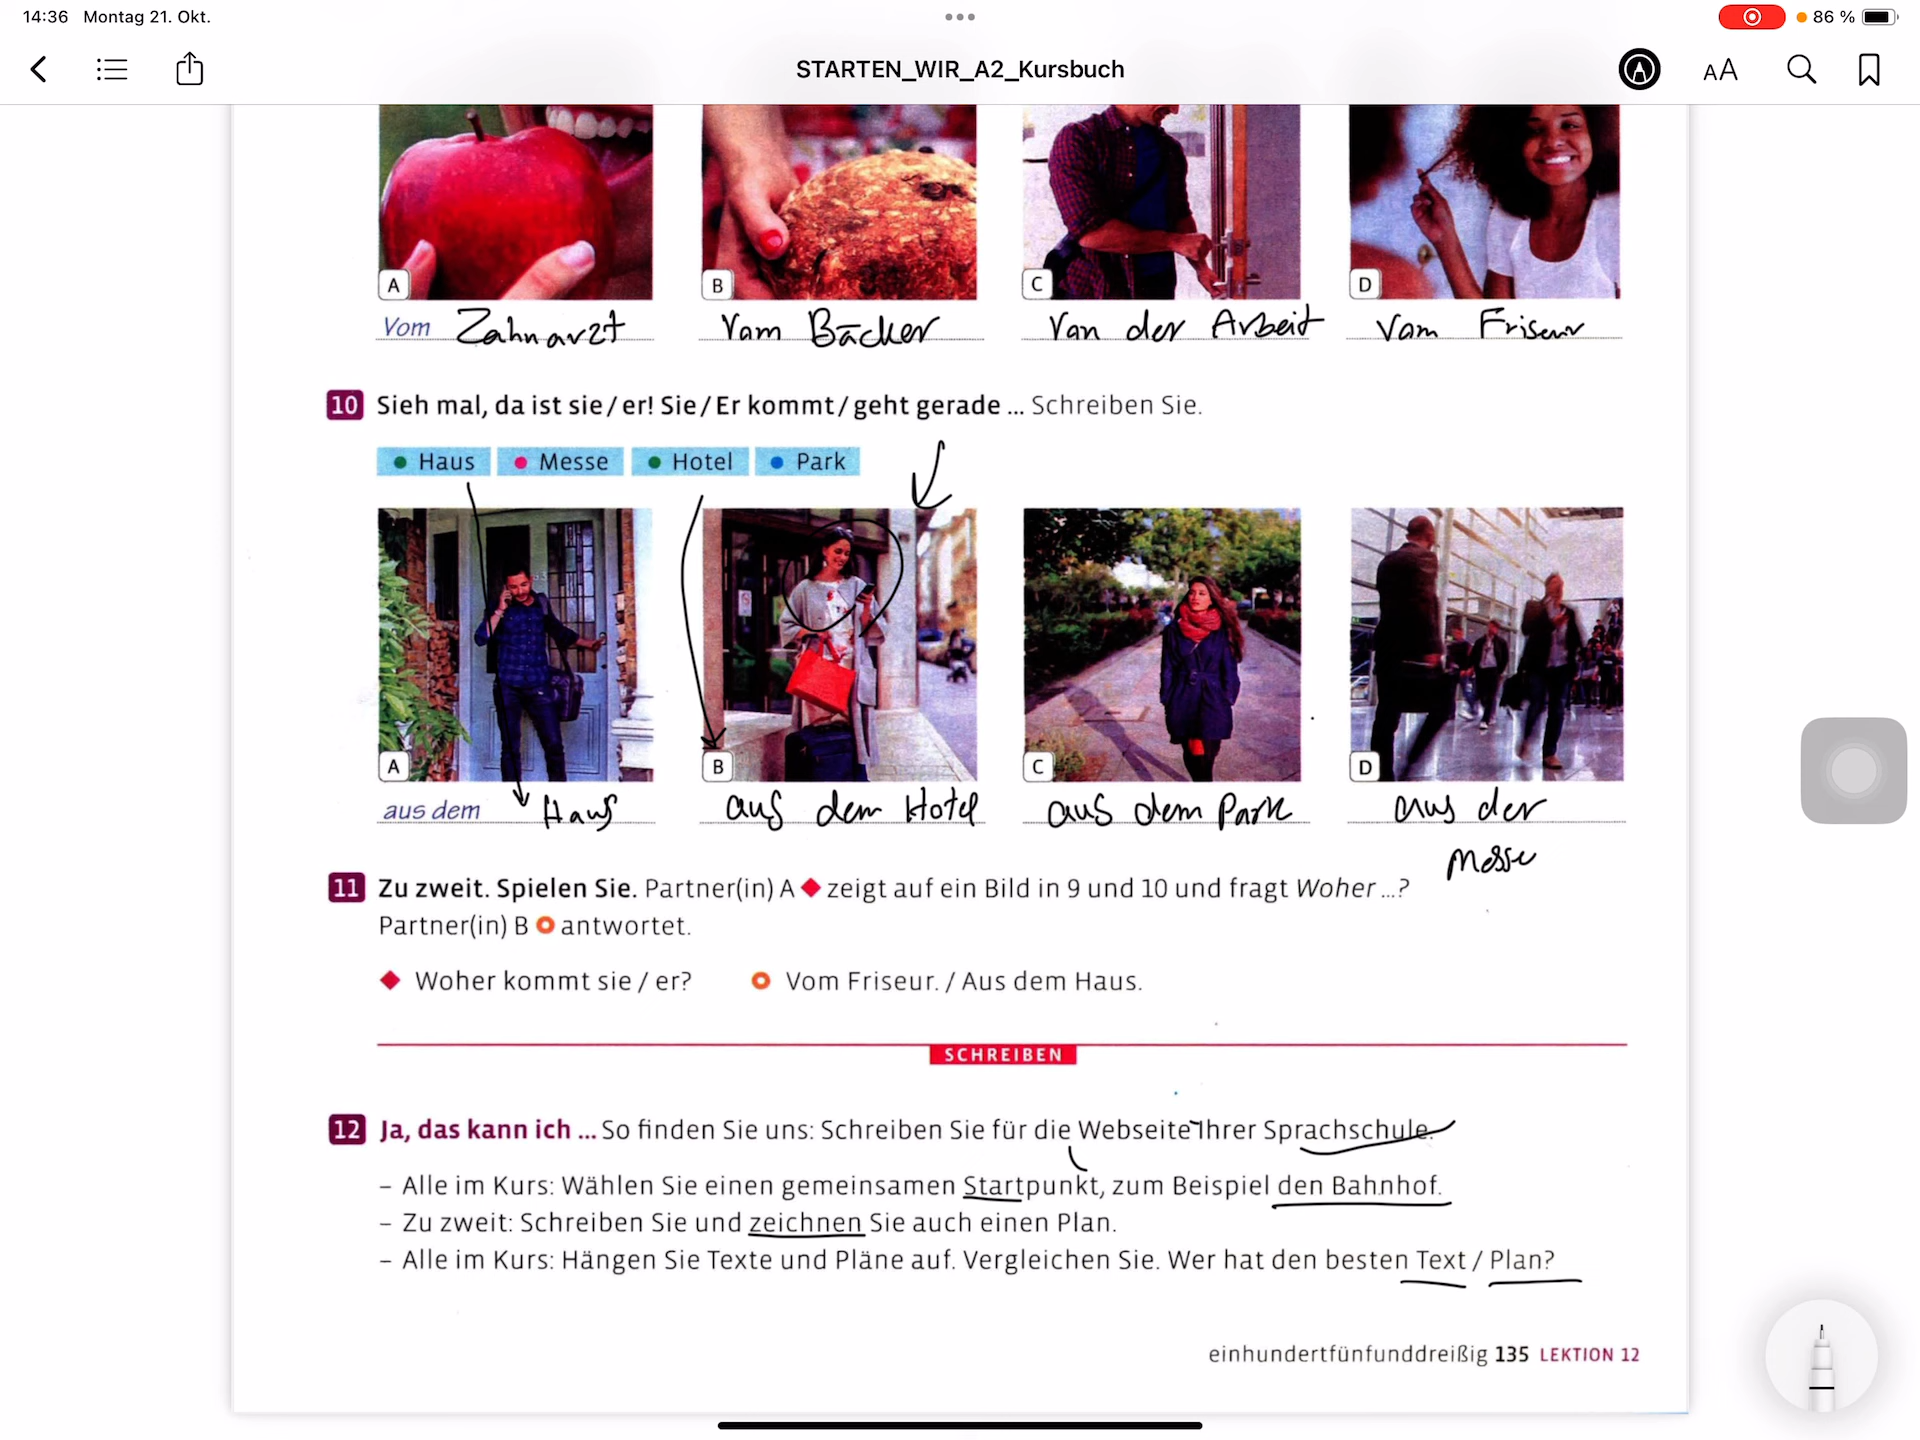 14:36 Montag 21. Okt.
86 %
STARTEN_WIR_A2_Kursbuch
AA
A B C D
Vom Zahnarzt Vom Bäcker Von der Arbeit Vom Friseur
10 Sieh mal, da ist sie / er! Sie / Er kommt / geht gerade ... Schreiben Sie.
• Haus • Messe • Hotel • Park
A B C D
aus dem Haus aus dem Hotel aus dem Park aus der
Messe
11 Zu zweit. Spielen Sie. Partner(in) A ◆ zeigt auf ein Bild in 9 und 10 und fragt Woher ...?
Partner(in) B antwortet.
◆ Woher kommt sie / er? Vom Friseur. / Aus dem Haus.
SCHREIBEN
12 Ja, das kann ich ... So finden Sie uns: Schreiben Sie für die Webseite Ihrer Sprachschule.
– Alle im Kurs: Wählen Sie einen gemeinsamen Startpunkt, zum Beispiel den Bahnhof.
– Zu zweit: Schreiben Sie und zeichnen Sie auch einen Plan.
– Alle im Kurs: Hängen Sie Texte und Pläne auf. Vergleichen Sie. Wer hat den besten Text / Plan?
einhundertfünfunddreißig 135 LEKTION 12